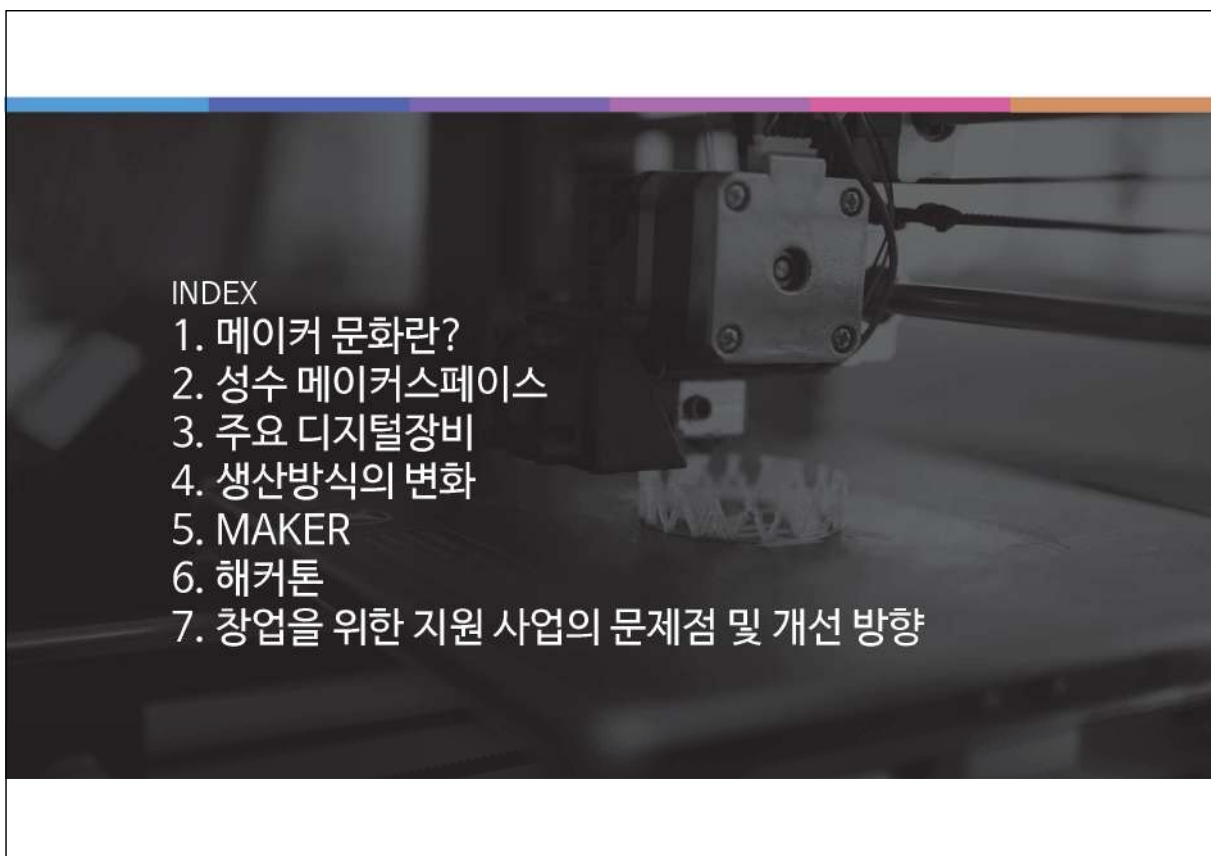 INDEX
1. 메이커 문화란?
2. 성수 메이커스페이스
3. 주요 디지털장비
4. 생산방식의 변화
5. MAKER
6. 해커톤
7. 창업을 위한 지원 사업의 문제점 및 개선 방향